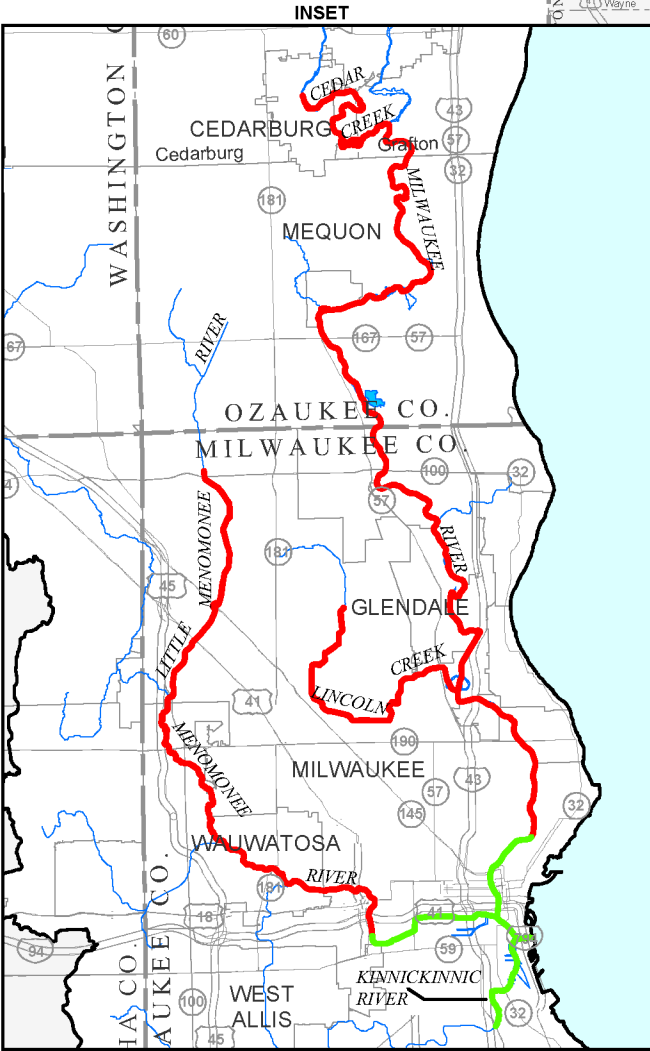 INSET
41 Wayne
60
WASHINGTON
CEDAR
CREEK
CEDARBURG
Cedarburg
Grafton
43
57
32
181
MILWAUKEE
MEQUON
RIVER
67
167
57
OZAUKEE CO.
MILWAUKEE CO.
100
32
4
57
MENOMONEE
181
RIVER
45
GLENDALE
LITTLE
CREEK
LINCOLN
41
MENOMONEE
190
MILWAUKEE
43
57
32
145
WAUWATOSA
RIVER
181
18
41
94
59
794
KINNICKINNIC
RIVER
HA CO.
AUKEE CO.
WEST
ALLIS
100
32
45